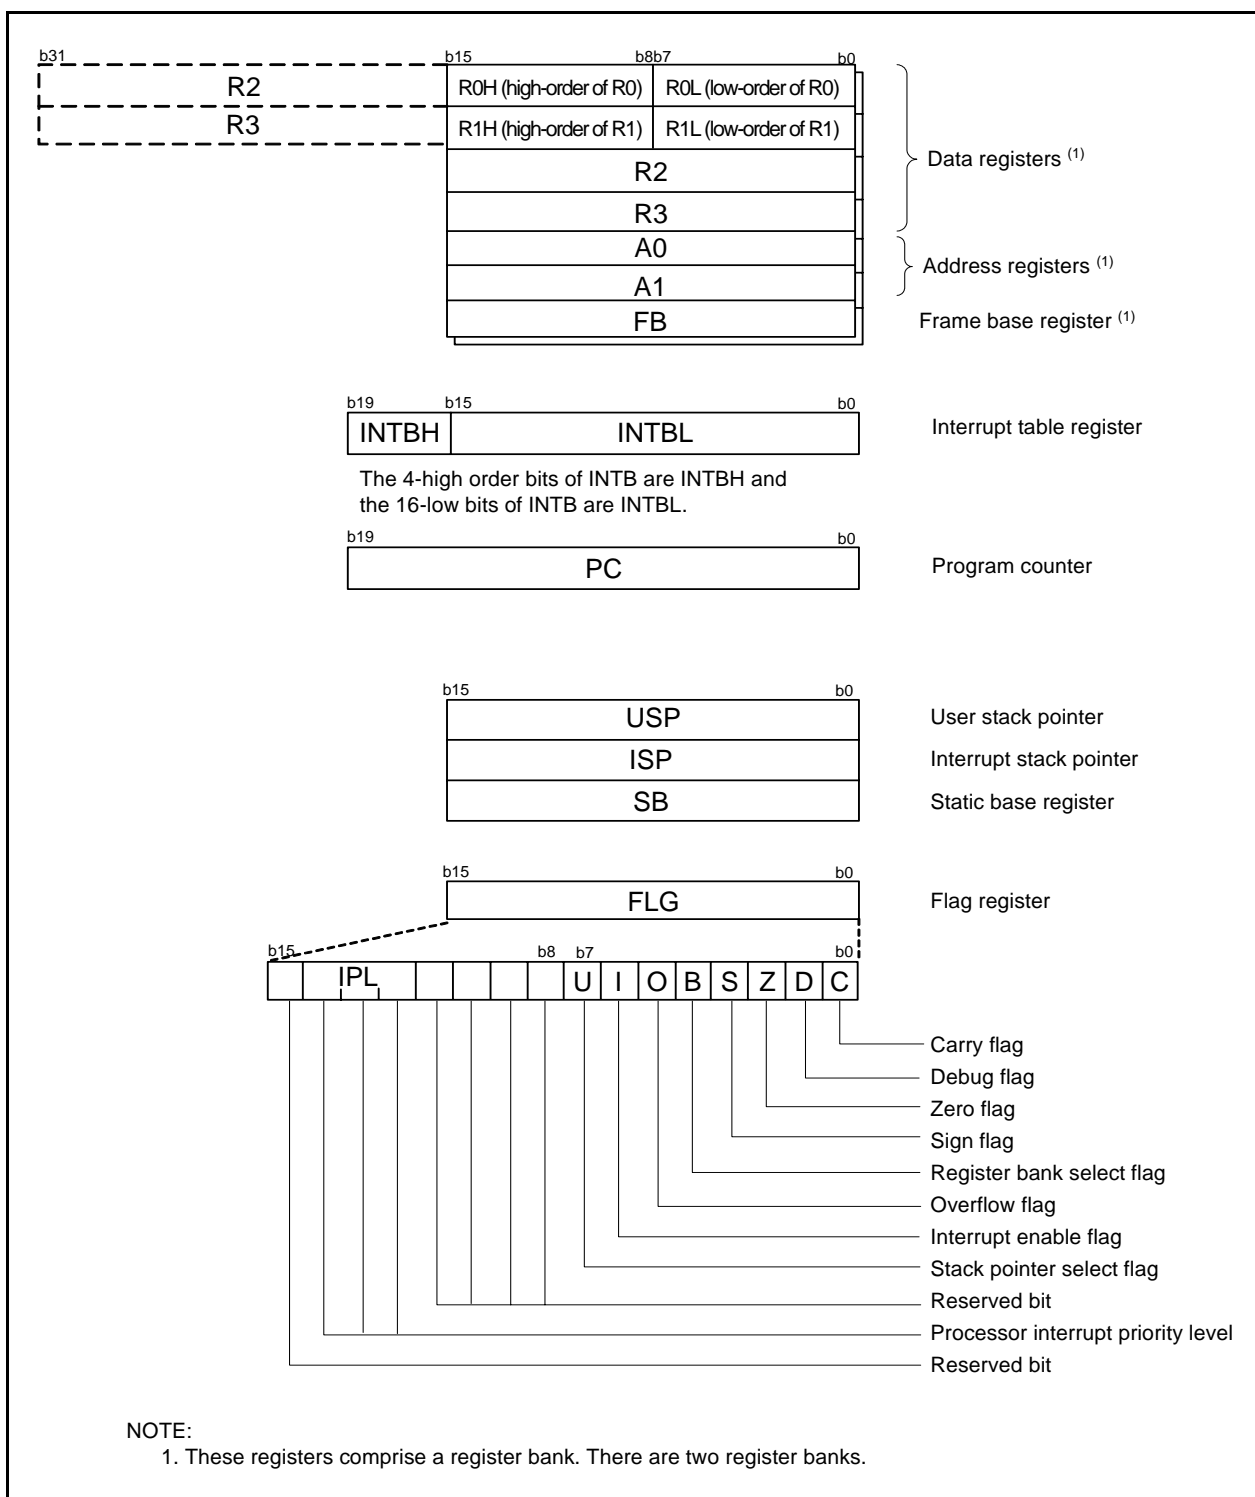 b31 b15 b8b7 b0
R2 R0H (high-order of R0) R0L (low-order of R0)
R3 R1H (high-order of R1) R1L (low-order of R1)
Data registers (1)
R2
R3
A0
Address registers (1)
A1
FB Frame base register (1)
b19 b15 b0
INTBH INTBL Interrupt table register
The 4-high order bits of INTB are INTBH and
the 16-low bits of INTB are INTBL.
b19 b0
PC Program counter
b15 b0
USP User stack pointer
ISP Interrupt stack pointer
SB Static base register
b15 b0
FLG Flag register
b15 b8 b7 b0
IPL U I O B S Z D C
Carry flag
Debug flag
Zero flag
Sign flag
Register bank select flag
Overflow flag
Interrupt enable flag
Stack pointer select flag
Reserved bit
Processor interrupt priority level
Reserved bit
NOTE:
1. These registers comprise a register bank. There are two register banks.